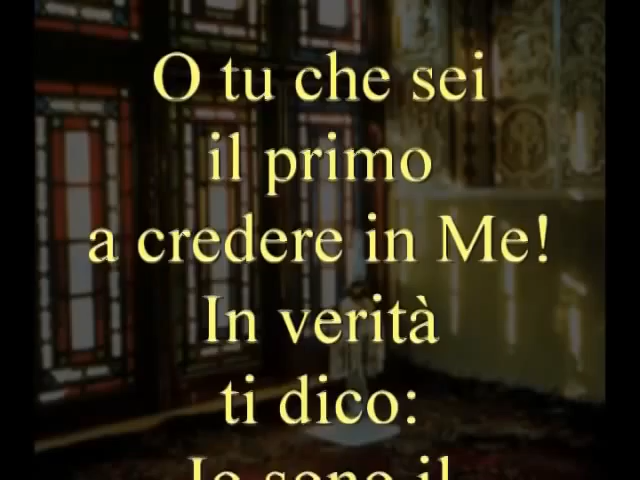 O tu che sei
il primo
a credere in Me!
In verità
ti dico:
Io sono il